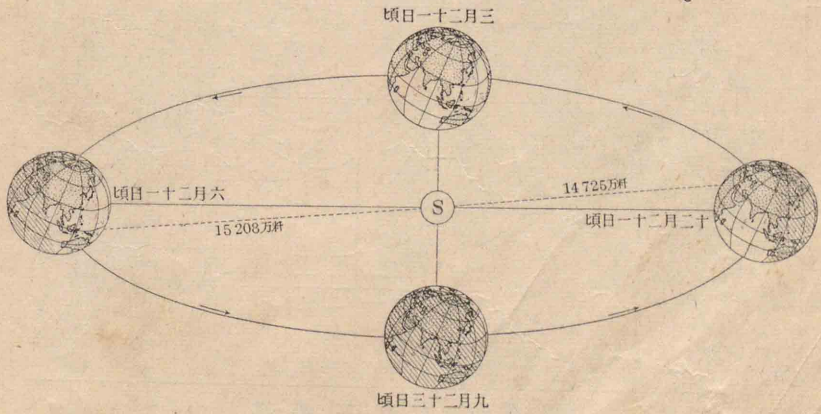 三月二十一日頃
14 725万粁
六月二十一日頃
S
十二月二十一日頃
15 208万粁
九月二十三日頃